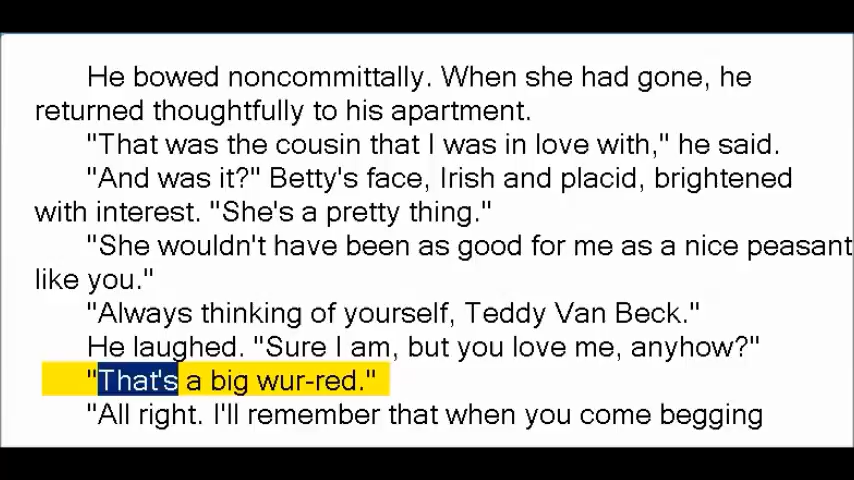 He bowed noncommittally. When she had gone, he
returned thoughtfully to his apartment.
"That was the cousin that I was in love with," he said.
"And was it?" Betty's face, Irish and placid, brightened
with interest. "She's a pretty thing."
"She wouldn't have been as good for me as a nice peasant
like you."
"Always thinking of yourself, Teddy Van Beck."
He laughed. "Sure I am, but you love me, anyhow?"
"That's a big wur-red."
"All right. I'll remember that when you come begging